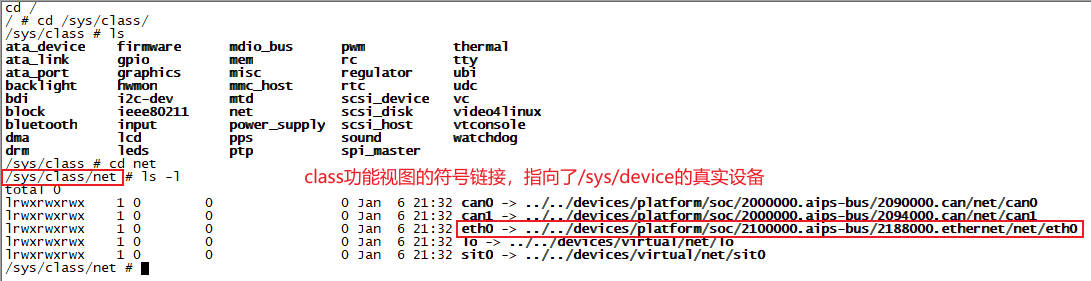 cd /
/ # cd /sys/class/
/sys/class # ls
ata_device firmware mdio_bus pwm thermal
ata_link gpio mem rc tty
ata_port graphics misc regulator ubi
backlight hwmon mmc_host rtc udc
bdi i2c-dev mtd scsi_device vc
block ieee80211 net scsi_disk video4linux
bluetooth input power_supply scsi_host vtconsole
dma lcd pps sound watchdog
drm leds ptp spi_master
/sys/class # cd net
/sys/class/net # ls -l
class功能视图的符号链接，指向了/sys/device的真实设备
total 0
lrwxrwxrwx 1 0 0 0 Jan 6 21:32 can0 -> ../../devices/platform/soc/2000000.aips-bus/2090000.can/net/can0
lrwxrwxrwx 1 0 0 0 Jan 6 21:32 can1 -> ../../devices/platform/soc/2000000.aips-bus/2094000.can/net/can1
lrwxrwxrwx 1 0 0 0 Jan 6 21:32 eth0 -> ../../devices/platform/soc/2100000.aips-bus/2188000.ethernet/net/eth0
lrwxrwxrwx 1 0 0 0 Jan 6 21:32 lo -> ../../devices/virtual/net/lo
lrwxrwxrwx 1 0 0 0 Jan 6 21:32 sit0 -> ../../devices/virtual/net/sit0
/sys/class/net #